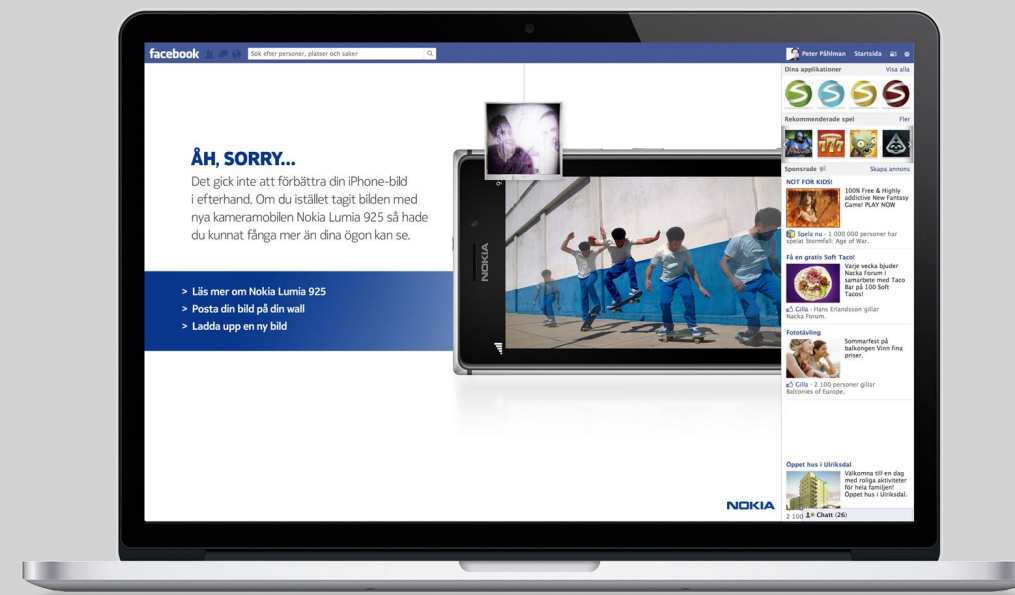 facebook
Sök efter personer, platser och saker
Peter Påhlman Startsida
ÅH, SORRY...
Det gick inte att förbättra din iPhone-bild
i efterhand. Om du istället tagit bilden med
nya kameramobilen Nokia Lumia 925 så hade
du kunnat fånga mer än dina ögon kan se.
> Läs mer om Nokia Lumia 925
> Posta din bild på din wall
> Ladda upp en ny bild
NOKIA
NOKIA
Dina applikationer Visa alla
S S S S
Rekommenderade spel Fler
777
Sponsrade Skapa annons
NOT FOR KIDS!
100% Free & Highly
addictive New Fantasy
Game! PLAY NOW
Spela nu · 1 000 000 personer har
spelat Stormfall: Age of War.
Få en gratis Soft Taco!
Varje vecka bjuder
Nacka Forum i
samarbete med Taco
Bar på 100 Soft
Tacos!
Gilla · Hans Erlandsson gillar
Nacka Forum.
Fototävling
Sommarfest på
balkongen Vinn fina
priser.
Gilla · 2 100 personer gillar
Balconies of Europe.
Öppet hus i Ulriksdal
Välkomna till en dag
med roliga aktiviteter
för hela familjen!
Öppet hus i Ulriksdal.
2 100
Chatt (26)